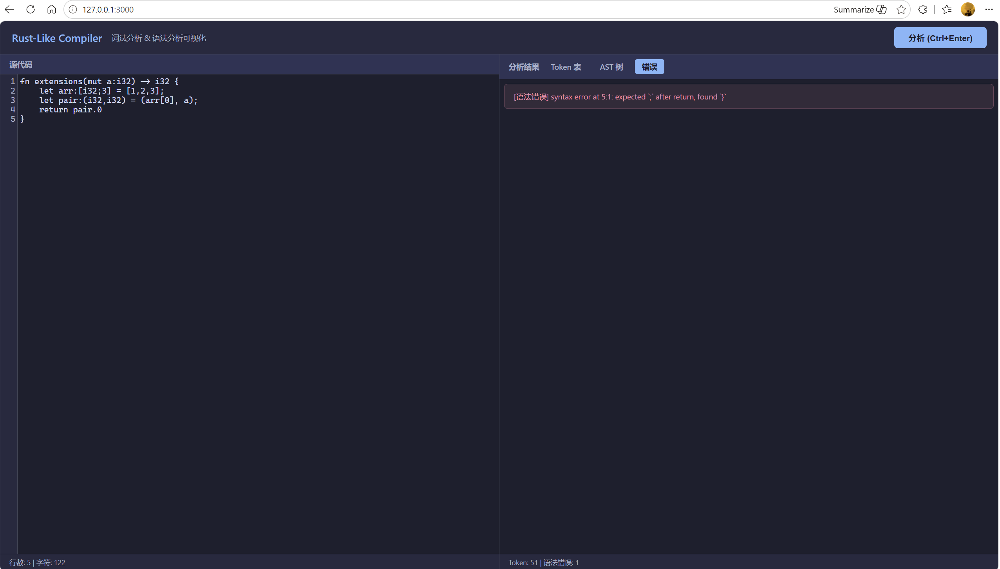 127.0.0.1:3000
Summarize
Rust-Like Compiler 词法分析 & 语法分析可视化
分析 (Ctrl+Enter)
源代码
1 fn extensions(mut a:i32) -> i32 {
2     let arr:[i32;3] = [1,2,3];
3     let pair:(i32,i32) = (arr[0], a);
4     return pair.0
5 }
分析结果 Token 表 AST 树 错误
[语法错误] syntax error at 5:1: expected `;` after return, found `}`
行数: 5 | 字符: 122
Token: 51 | 语法错误: 1